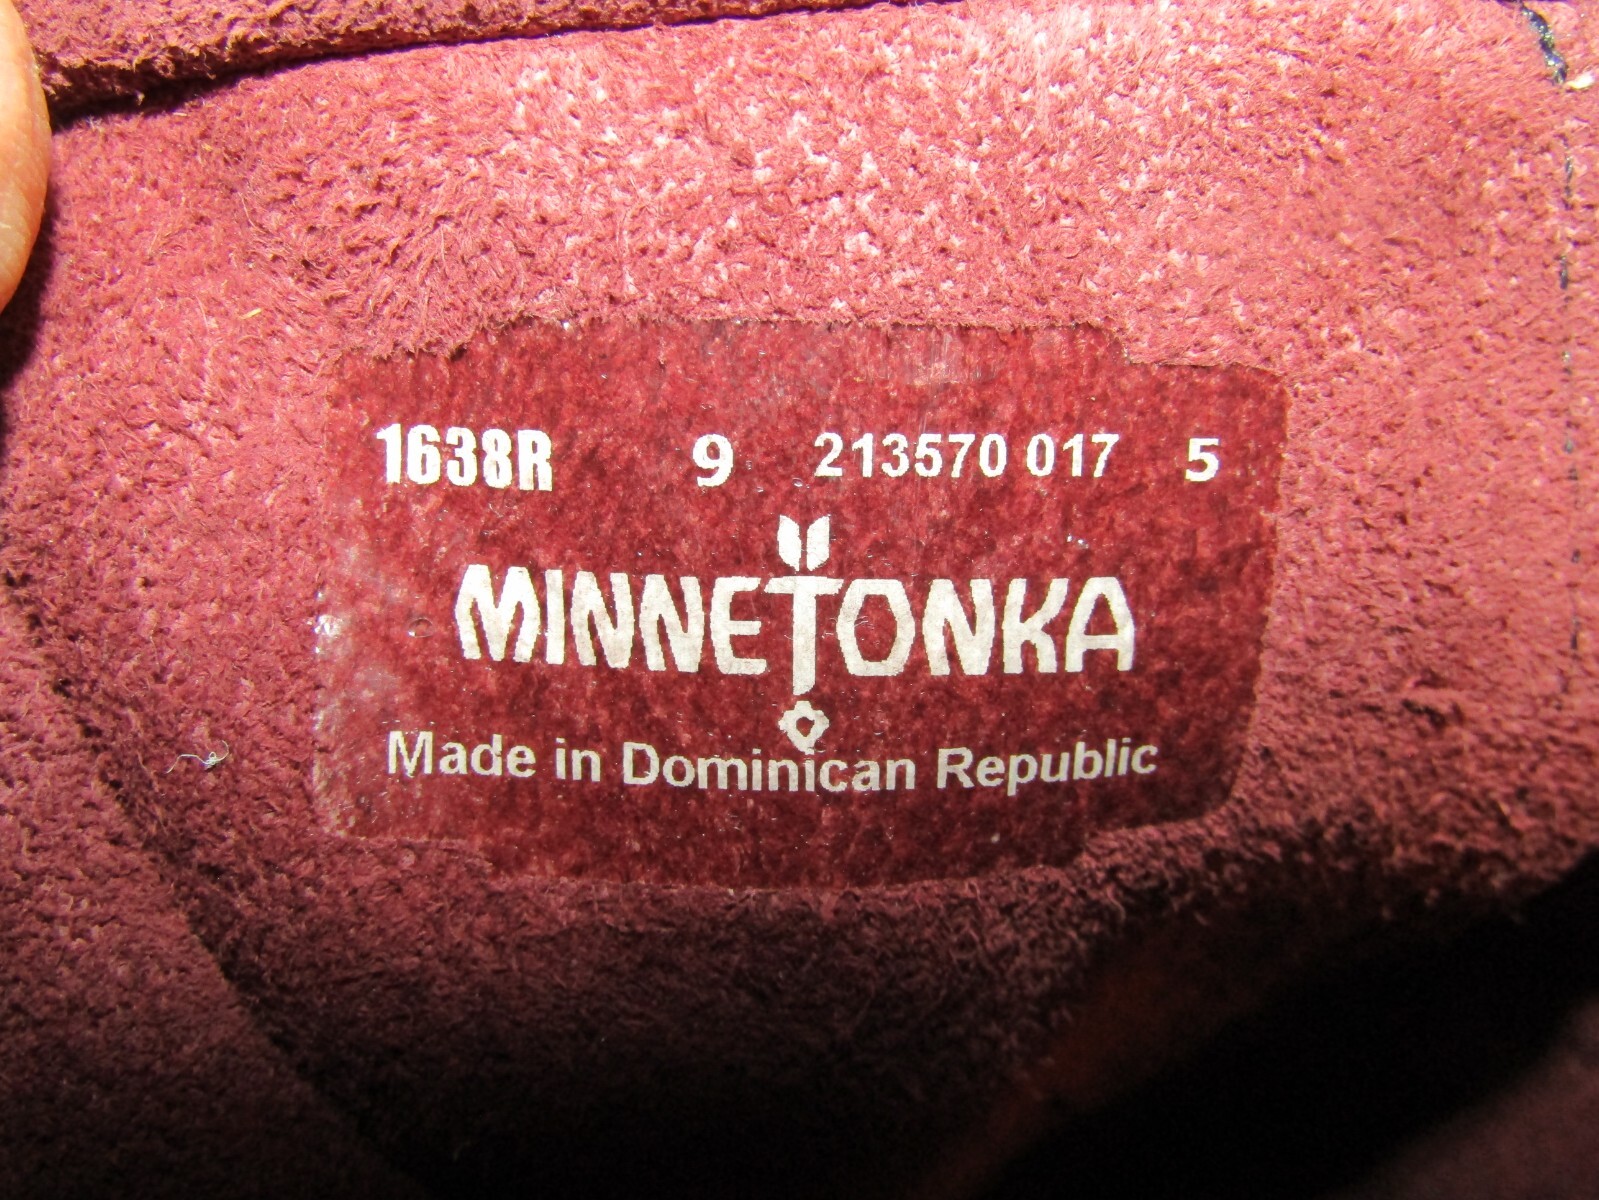 1638R 9 213570 017 5
MINNETONKA
Made in Dominican Republic